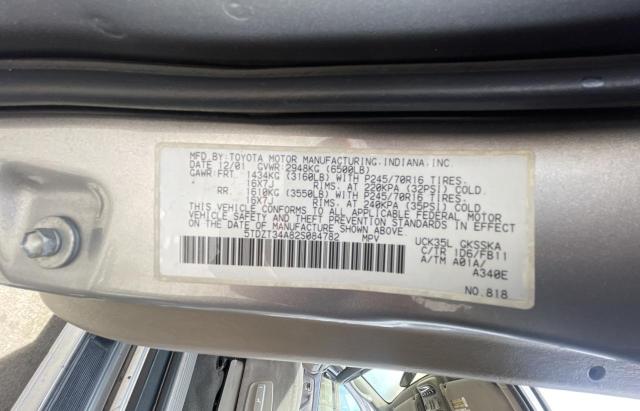 MFD.BY:TOYOTA MOTOR MANUFACTURING, INDIANA, INC.
DATE 12/01 GVWR:2948KG (6500LB)
GAWR:FRT. 1434KG (3160LB) WITH P245/70R16 TIRES.
16X7J RIMS, AT 220KPA (32PSI) COLD.
RR. 1610KG (3550LB) WITH P245/70R16 TIRES.
16X7J RIMS, AT 240KPA (35PSI) COLD.
THIS VEHICLE CONFORMS TO ALL APPLICABLE FEDERAL MOTOR
VEHICLE SAFETY AND THEFT PREVENTION STANDARDS IN EFFECT
ON THE DATE OF MANUFACTURE SHOWN ABOVE.
5TDZT34A82S084782 MPV
UCK35L GKSSKA
C/TR 1D6/FB11
A/TM A01A/
A340E
NO.818